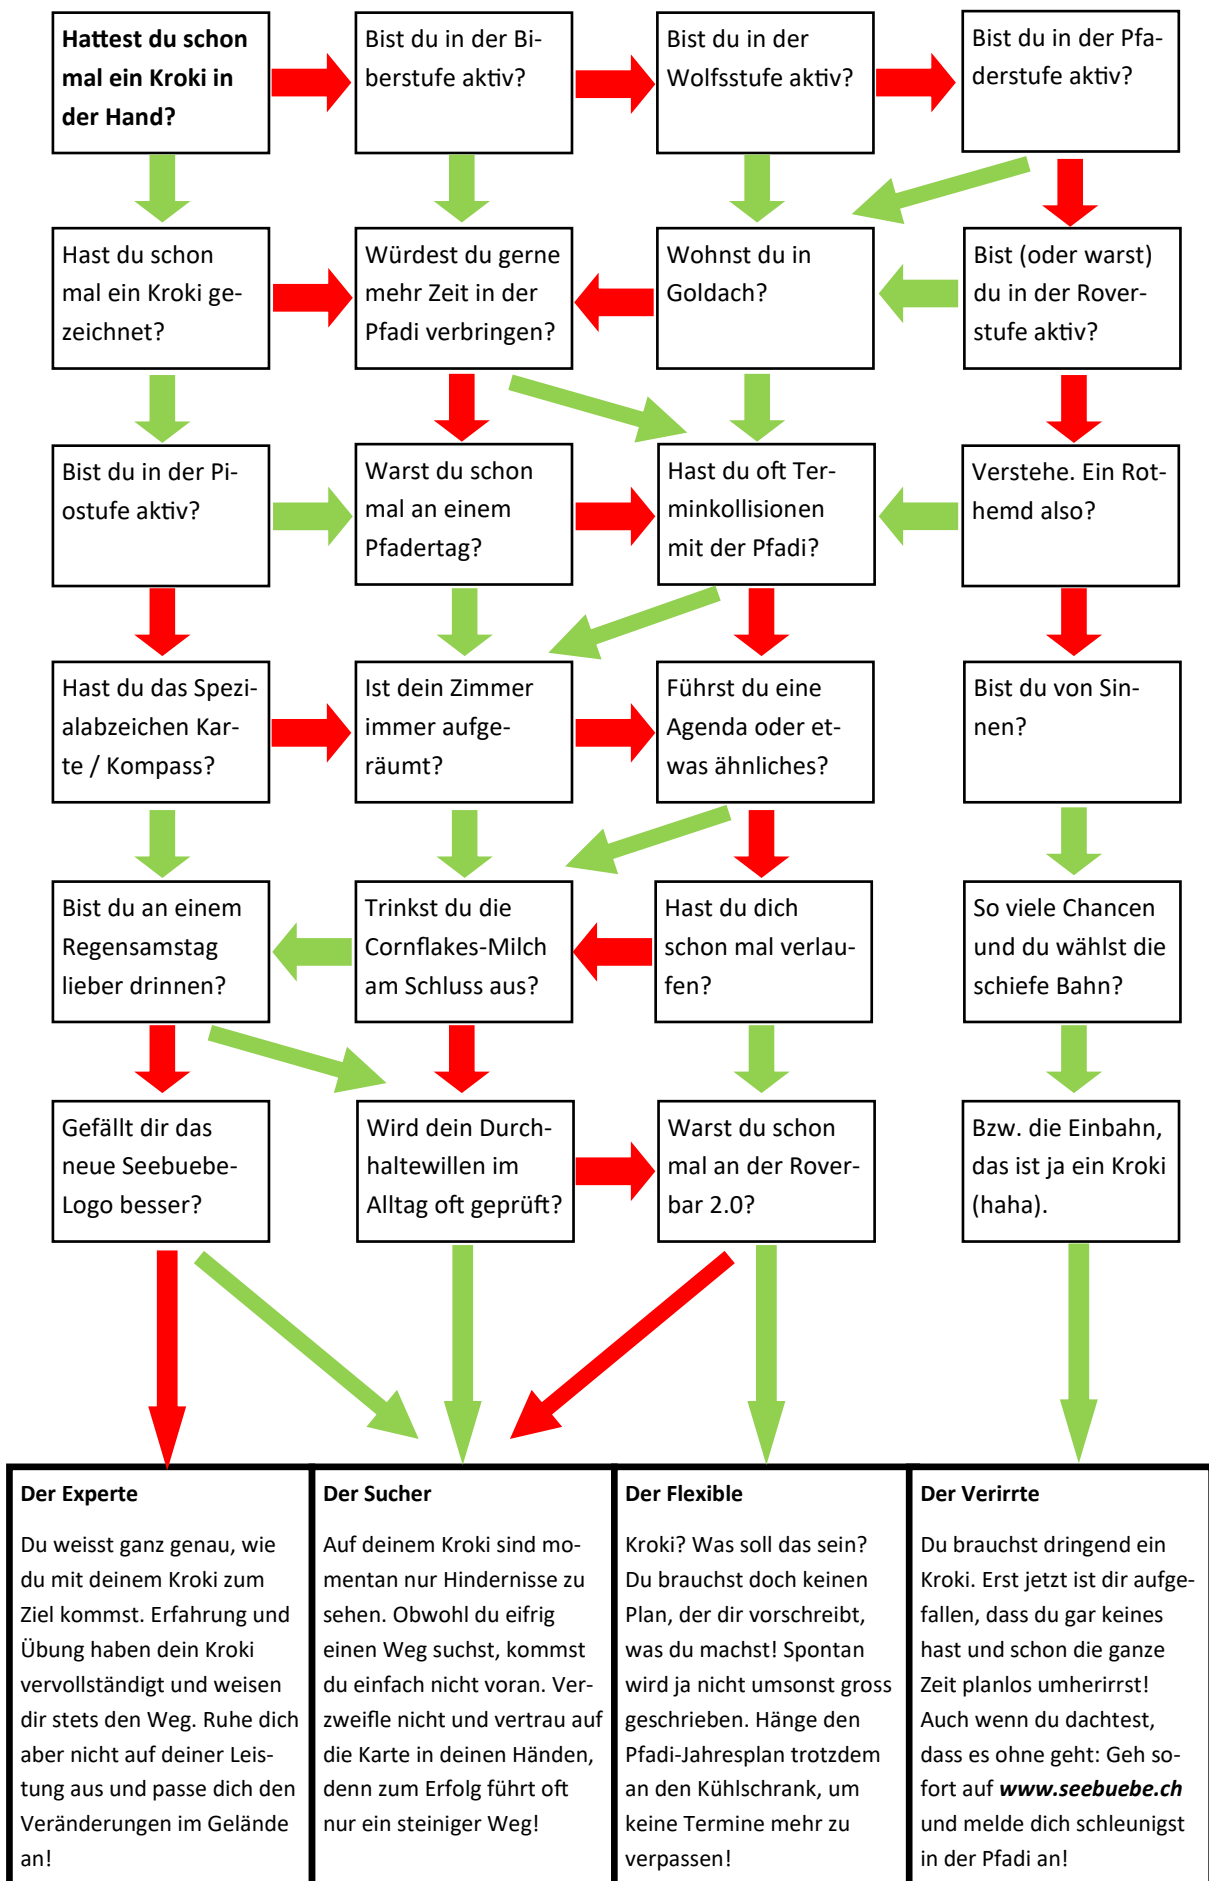 Hattest du schon
mal ein Kroki in
der Hand?
Bist du in der Bi-
berstufe aktiv?
Bist du in der
Wolfsstufe aktiv?
Bist du in der Pfa-
derstufe aktiv?
Hast du schon
mal ein Kroki ge-
zeichnet?
Würdest du gerne
mehr Zeit in der
Pfadi verbringen?
Wohnst du in
Goldach?
Bist (oder warst)
du in der Rover-
stufe aktiv?
Bist du in der Pi-
ostufe aktiv?
Warst du schon
mal an einem
Pfadertag?
Hast du oft Ter-
minkollisionen
mit der Pfadi?
Verstehe. Ein Rot-
hemd also?
Hast du das Spezi-
alabzeichen Kar-
te / Kompass?
Ist dein Zimmer
immer aufge-
räumt?
Führst du eine
Agenda oder et-
was ähnliches?
Bist du von Sin-
nen?
Bist du an einem
Regensamstag
lieber drinnen?
Trinkst du die
Cornflakes-Milch
am Schluss aus?
Hast du dich
schon mal verlau-
fen?
So viele Chancen
und du wählst die
schiefe Bahn?
Gefällt dir das
neue Seebuebe-
Logo besser?
Wird dein Durch-
haltewillen im
Alltag oft geprüft?
Warst du schon
mal an der Rover-
bar 2.0?
Bzw. die Einbahn,
das ist ja ein Kroki
(haha).
Der Experte
Du weisst ganz genau, wie
du mit deinem Kroki zum
Ziel kommst. Erfahrung und
Übung haben dein Kroki
vervollständigt und weisen
dir stets den Weg. Ruhe dich
aber nicht auf deiner Leis-
tung aus und passe dich den
Veränderungen im Gelände
an!
Der Sucher
Auf deinem Kroki sind mo-
mentan nur Hindernisse zu
sehen. Obwohl du eifrig
einen Weg suchst, kommst
du einfach nicht voran. Ver-
zweifle nicht und vertrau auf
die Karte in deinen Händen,
denn zum Erfolg führt oft
nur ein steiniger Weg!
Der Flexible
Kroki? Was soll das sein?
Du brauchst doch keinen
Plan, der dir vorschreibt,
was du machst! Spontan
wird ja nicht umsonst gross
geschrieben. Hänge den
Pfadi-Jahresplan trotzdem
an den Kühlschrank, um
keine Termine mehr zu
verpassen!
Der Verirrte
Du brauchst dringend ein
Kroki. Erst jetzt ist dir aufge-
fallen, dass du gar keines
hast und schon die ganze
Zeit planlos umherirrst!
Auch wenn du dachtest,
dass es ohne geht: Geh so-
fort auf www.seebuebe.ch
und melde dich schleunigst
in der Pfadi an!